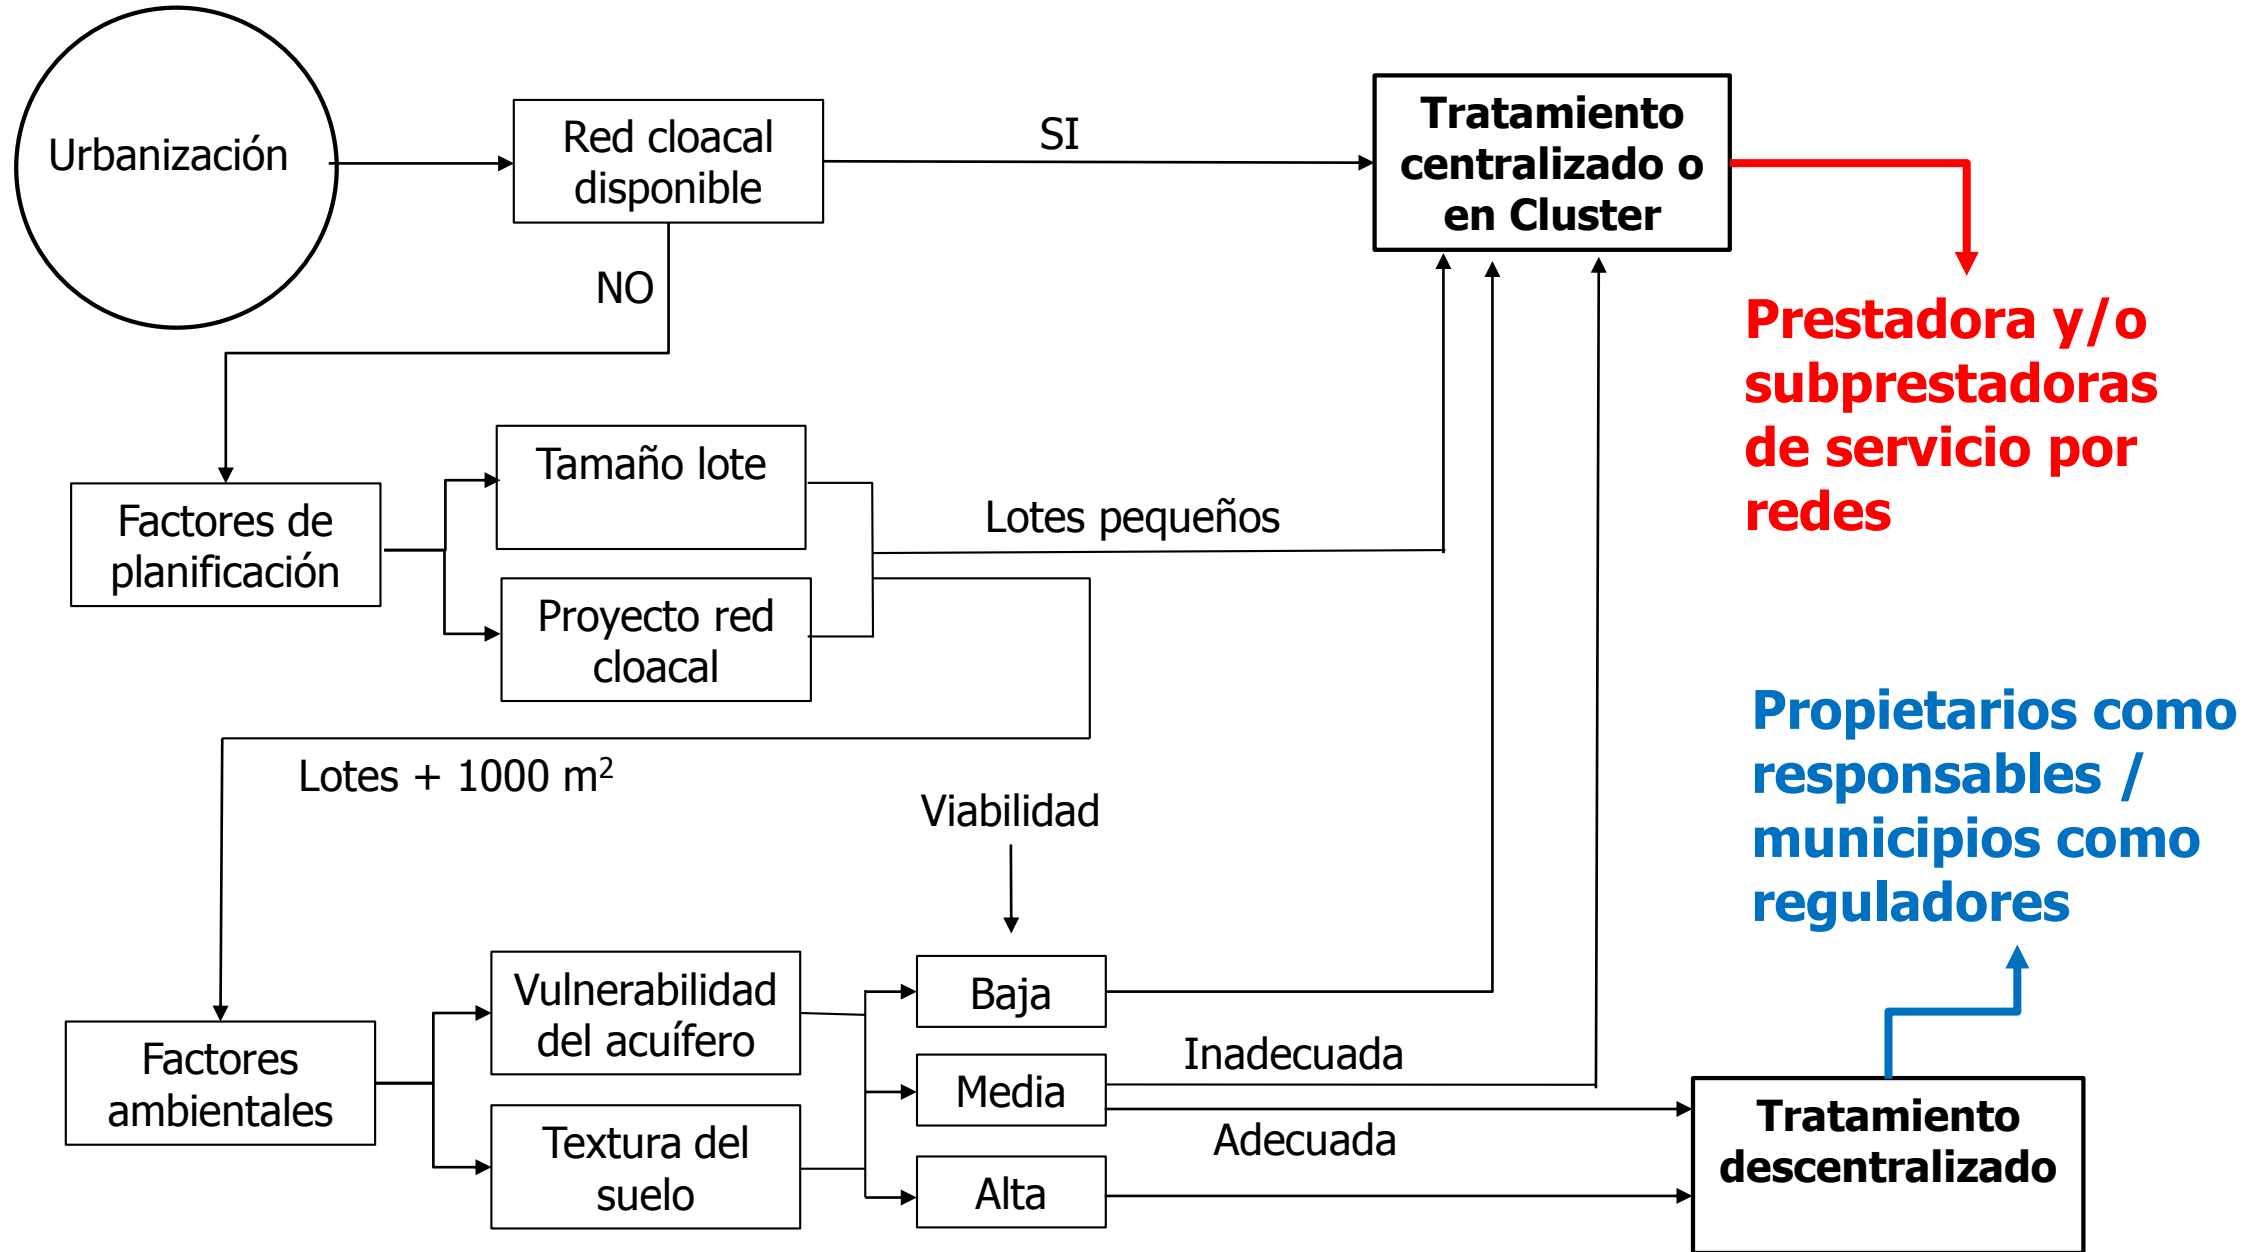 Urbanización
Red cloacal
disponible
SI
Tratamiento
centralizado o
en Cluster
NO
Prestadora y/o
subprestadoras
de servicio por
redes
Factores de
planificación
Tamaño lote
Lotes pequeños
Proyecto red
cloacal
Lotes + 1000 m²
Propietarios como
responsables /
municipios como
reguladores
Viabilidad
Factores
ambientales
Vulnerabilidad
del acuífero
Textura del
suelo
Baja
Media
Alta
Inadecuada
Adecuada
Tratamiento
descentralizado